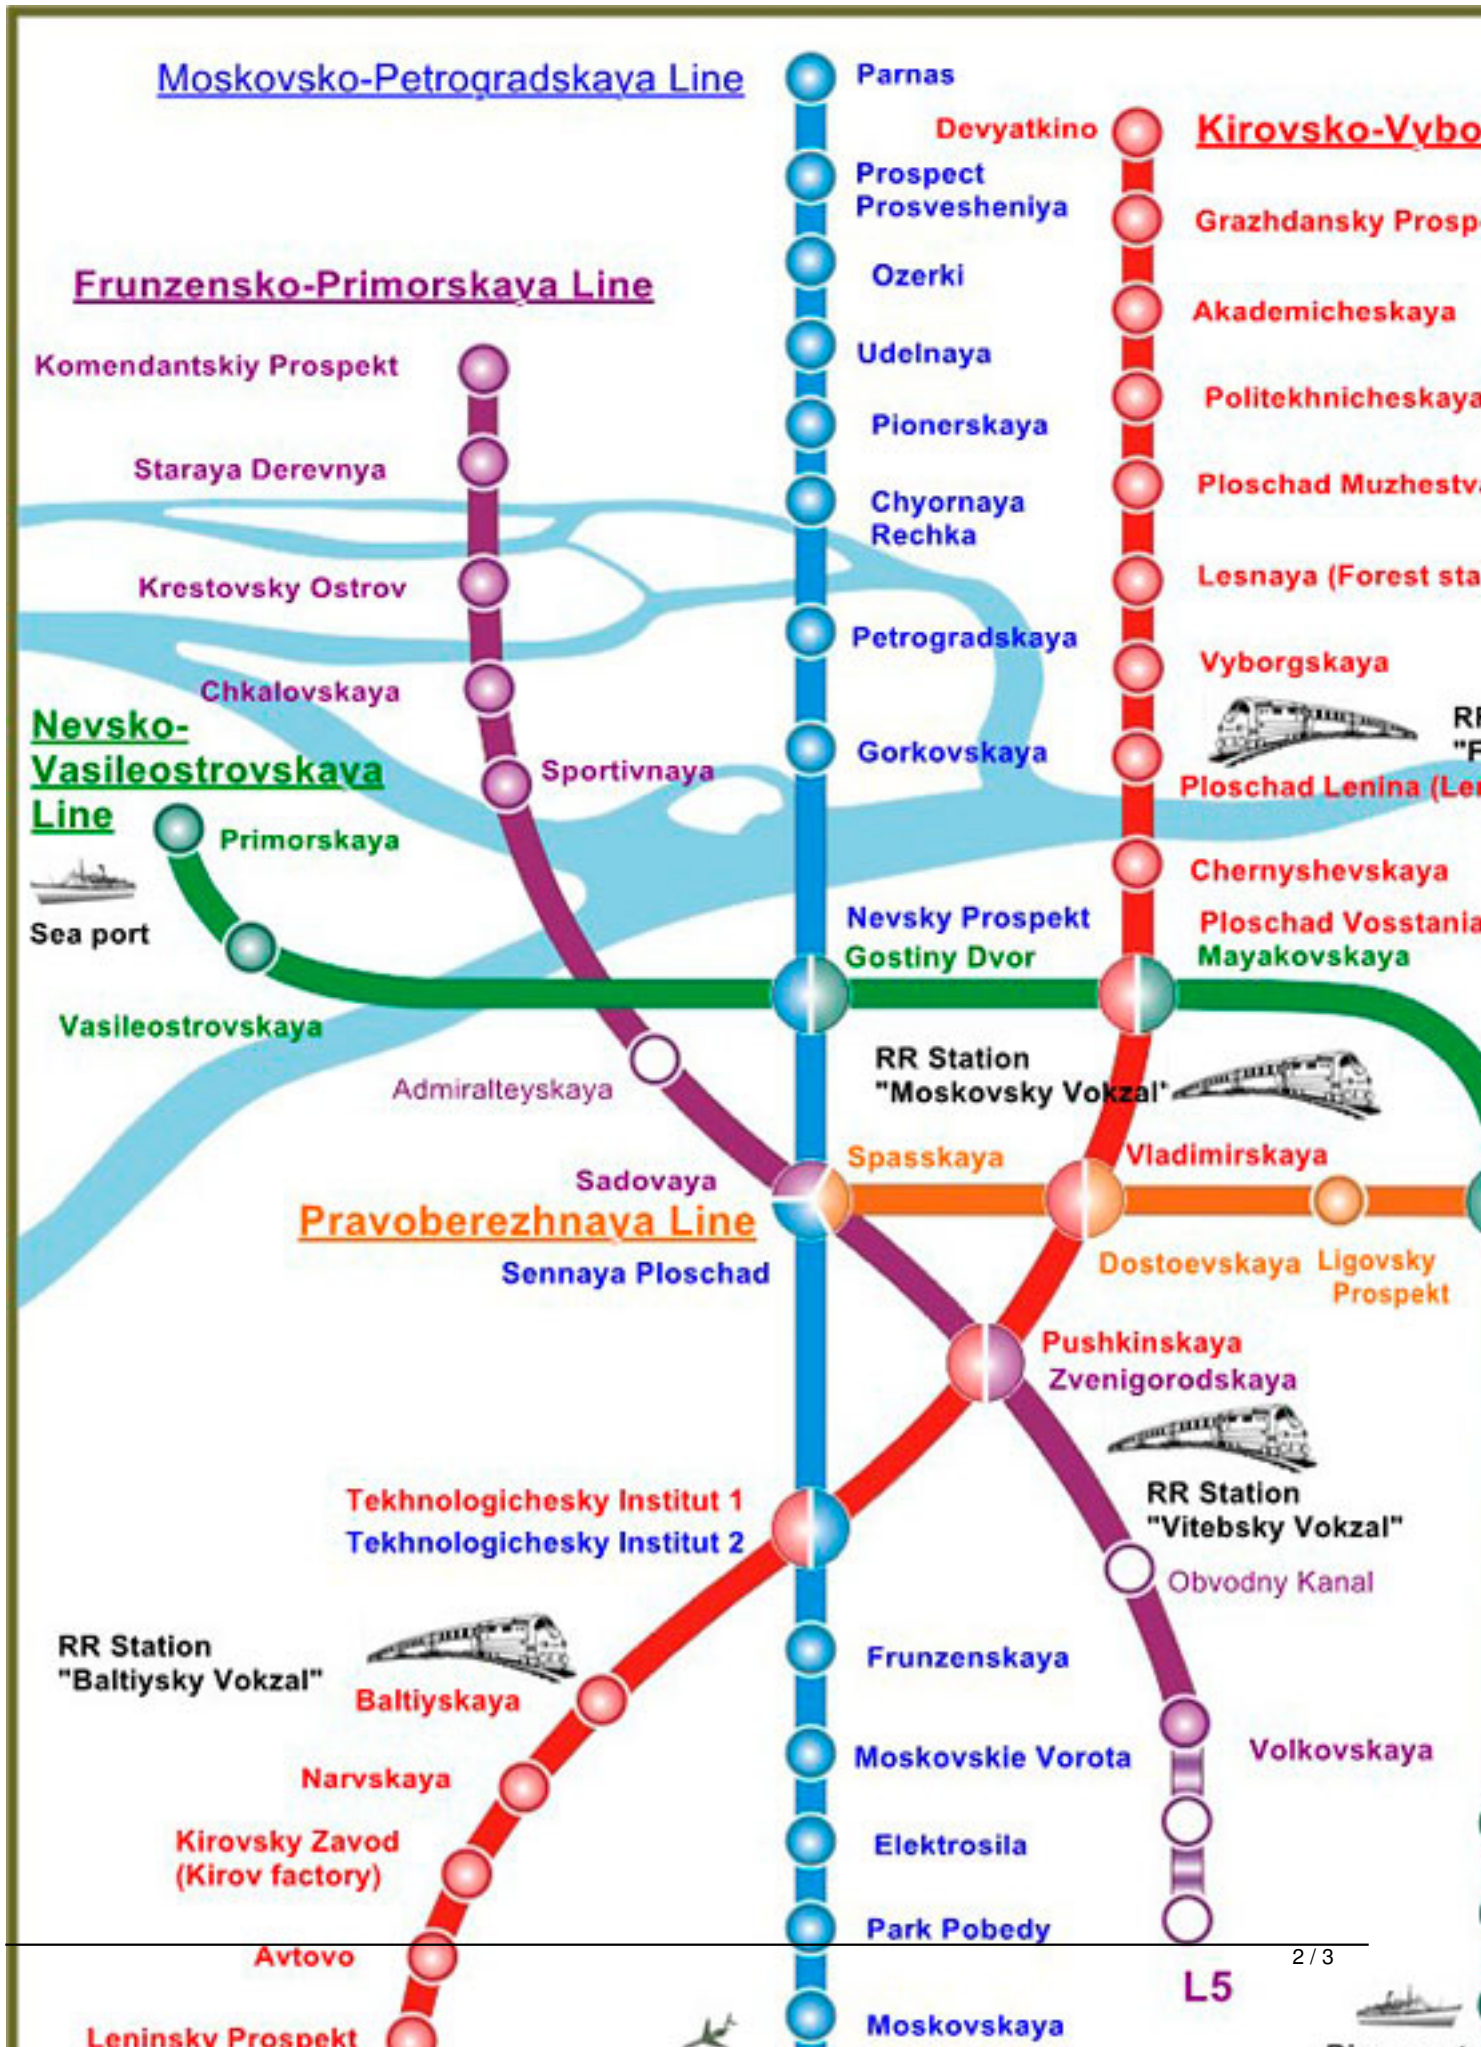 Moskovsko-Petrogradskaya Line
Parnas
Devyatkino
Kirovsko-Vybo
Prospect
Prosvesheniya
Grazhdansky Prosp
Ozerki
Frunzensko-Primorskaya Line
Akademicheskaya
Udelnaya
Komendantskiy Prospekt
Politekhnicheskaya
Pionerskaya
Staraya Derevnya
Ploschad Muzhestva
Chyornaya
Rechka
Krestovsky Ostrov
Lesnaya (Forest sta
Petrogradskaya
Vyborgskaya
Chkalovskaya
Nevsko-
Vasileostrovskaya
Line
RR
"F
Gorkovskaya
Sportivnaya
Ploschad Lenina (Len
Primorskaya
Chernyshevskaya
Sea port
Nevsky Prospekt
Gostiny Dvor
Ploschad Vosstania
Mayakovskaya
Vasileostrovskaya
RR Station
"Moskovsky Vokzal"
Admiralteyskaya
Spasskaya
Vladimirskaya
Sadovaya
Pravoberezhnaya Line
Sennaya Ploschad
Dostoevskaya
Ligovsky
Prospekt
Pushkinskaya
Zvenigorodskaya
Tekhnologichesky Institut 1
Tekhnologichesky Institut 2
RR Station
"Vitebsky Vokzal"
Obvodny Kanal
RR Station
"Baltiysky Vokzal"
Frunzenskaya
Baltiyskaya
Volkovskaya
Moskovskie Vorota
Narvskaya
Kirovsky Zavod
(Kirov factory)
Elektrosila
Park Pobedy
Avtovo
2 / 3
L5
Moskovskaya
Leninsky Prospekt